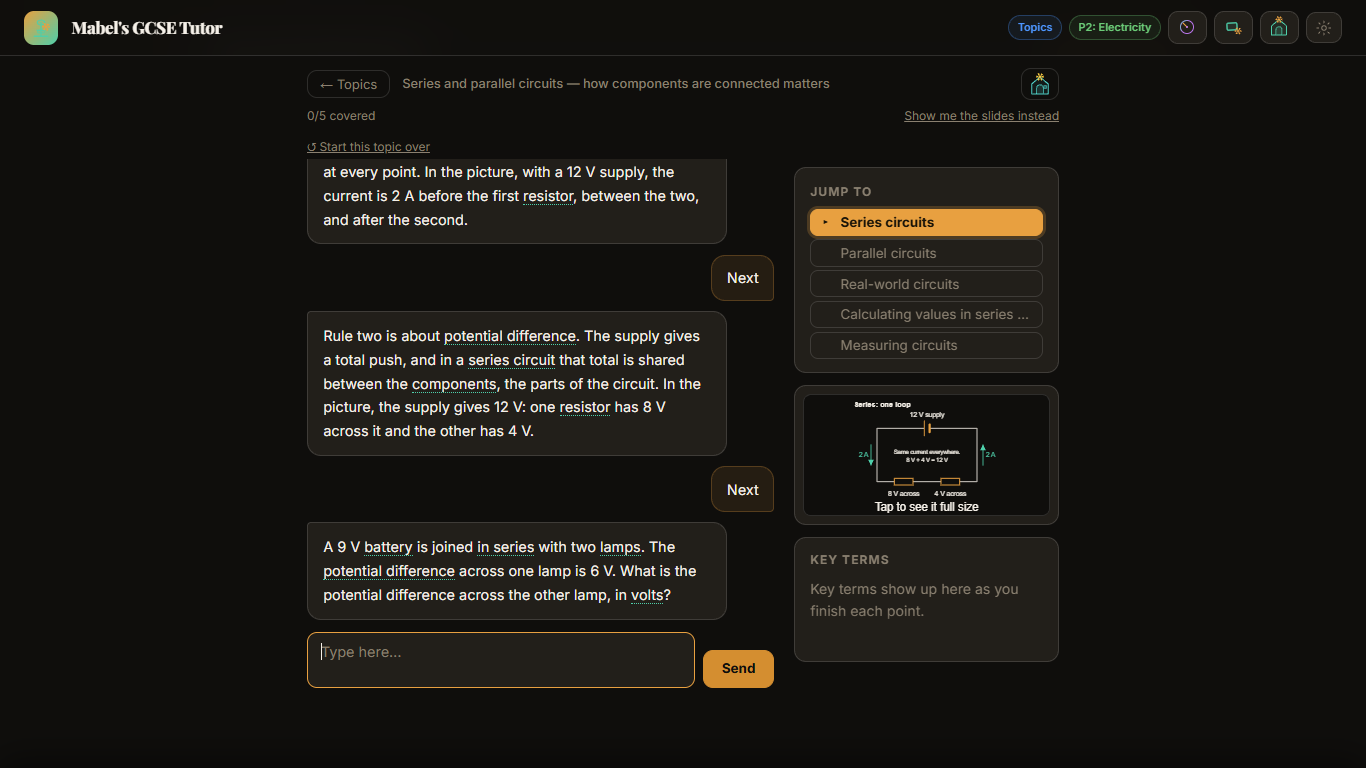 Mabel's GCSE Tutor
Topics
P2: Electricity
← Topics
Series and parallel circuits — how components are connected matters
0/5 covered
Show me the slides instead
↺ Start this topic over
at every point. In the picture, with a 12 V supply, the
current is 2 A before the first resistor, between the two,
and after the second.
Next
Rule two is about potential difference. The supply gives
a total push, and in a series circuit that total is shared
between the components, the parts of the circuit. In the
picture, the supply gives 12 V: one resistor has 8 V
across it and the other has 4 V.
Next
A 9 V battery is joined in series with two lamps. The
potential difference across one lamp is 6 V. What is the
potential difference across the other lamp, in volts?
Type here...
Send
JUMP TO
▸ Series circuits
Parallel circuits
Real-world circuits
Calculating values in series ...
Measuring circuits
Series: one loop
12 V supply
2A
Same current everywhere.
8 V + 4 V = 12 V
2A
8 V across
4 V across
Tap to see it full size
KEY TERMS
Key terms show up here as you
finish each point.